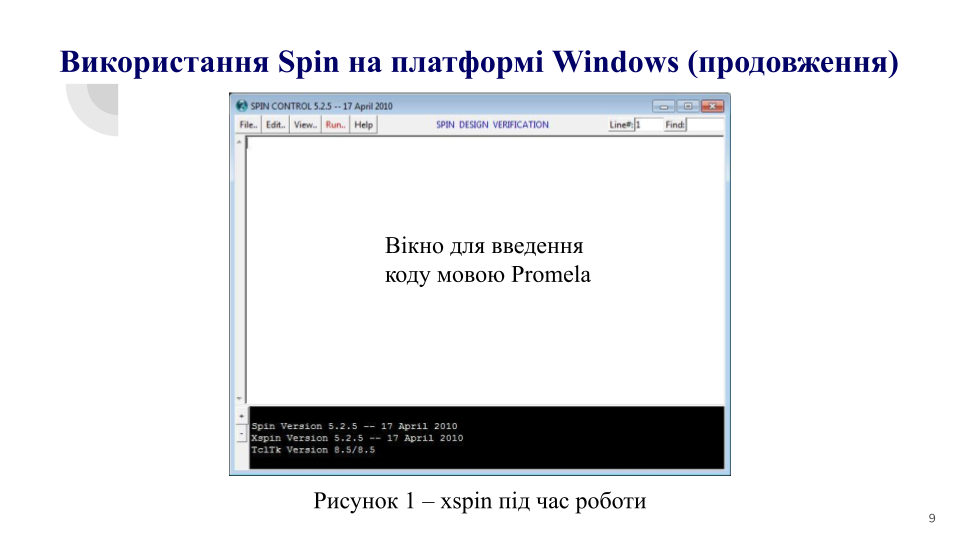 Використання Spin на платформі Windows (продовження)
SPIN CONTROL 5.2.5 -- 17 April 2010
File.. Edit.. View.. Run.. Help SPIN DESIGN VERIFICATION Line#: 1 Find:
Вікно для введення
коду мовою Promela
+
-
Spin Version 5.2.5 -- 17 April 2010
Xspin Version 5.2.5 -- 17 April 2010
TclTk Version 8.5/8.5
Рисунок 1 – xspin під час роботи
9